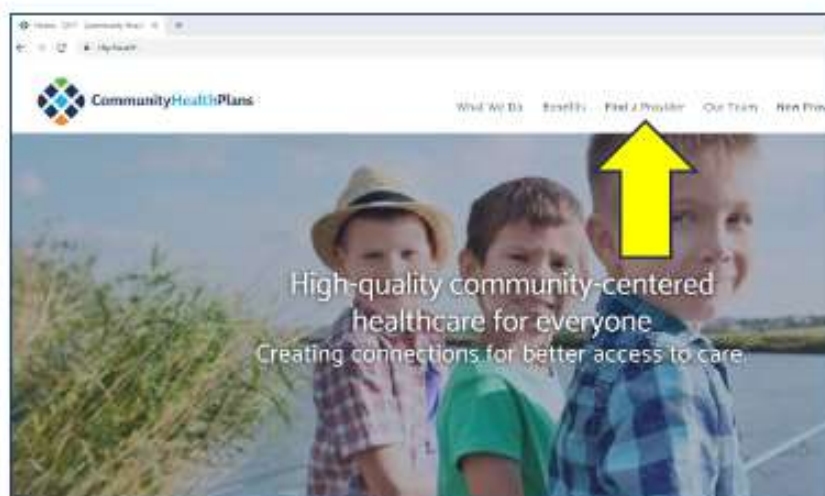 CommunityHealthPlans
What We Do Benefits Find a Provider Our Team
High-quality community-centered
healthcare for everyone
Creating connections for better access to care.